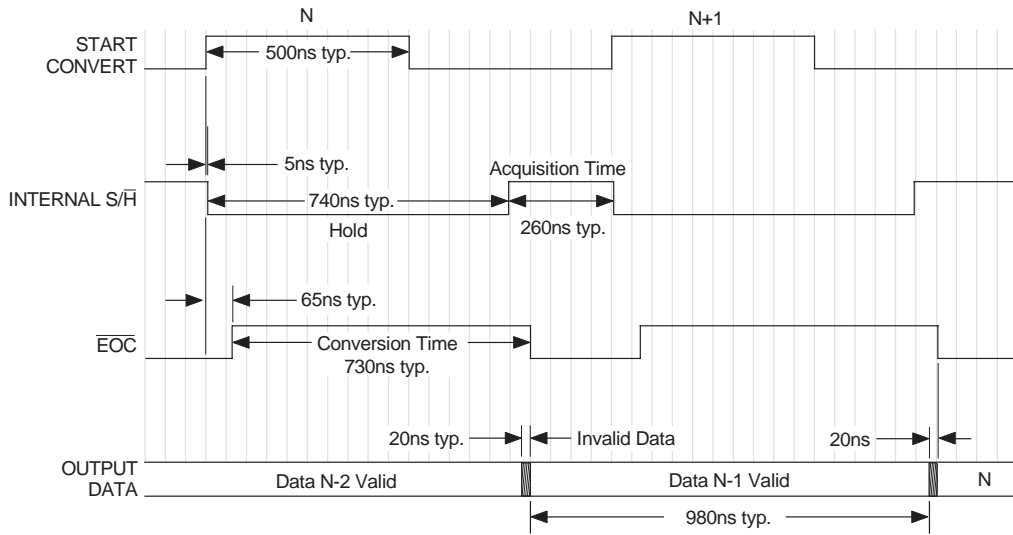 N
N+1
START
CONVERT
500ns typ.
5ns typ.
Acquisition Time
INTERNAL S/H̅
740ns typ.
Hold
260ns typ.
65ns typ.
E̅O̅C̅
Conversion Time
730ns typ.
20ns typ.
Invalid Data
20ns
OUTPUT
DATA
Data N-2 Valid
Data N-1 Valid
N
980ns typ.